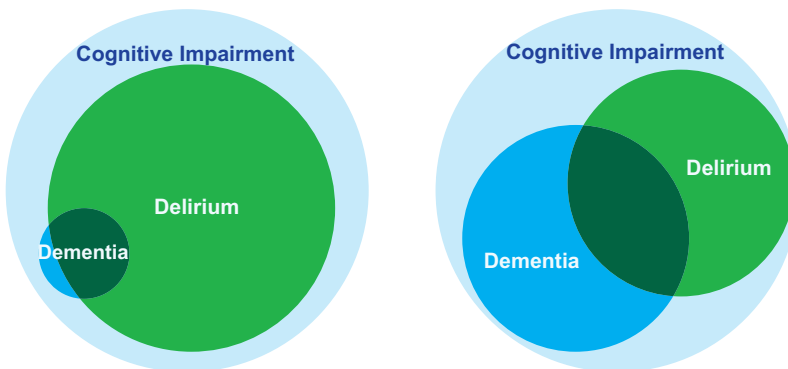 Cognitive Impairment
Delirium
Dementia
Cognitive Impairment
Delirium
Dementia